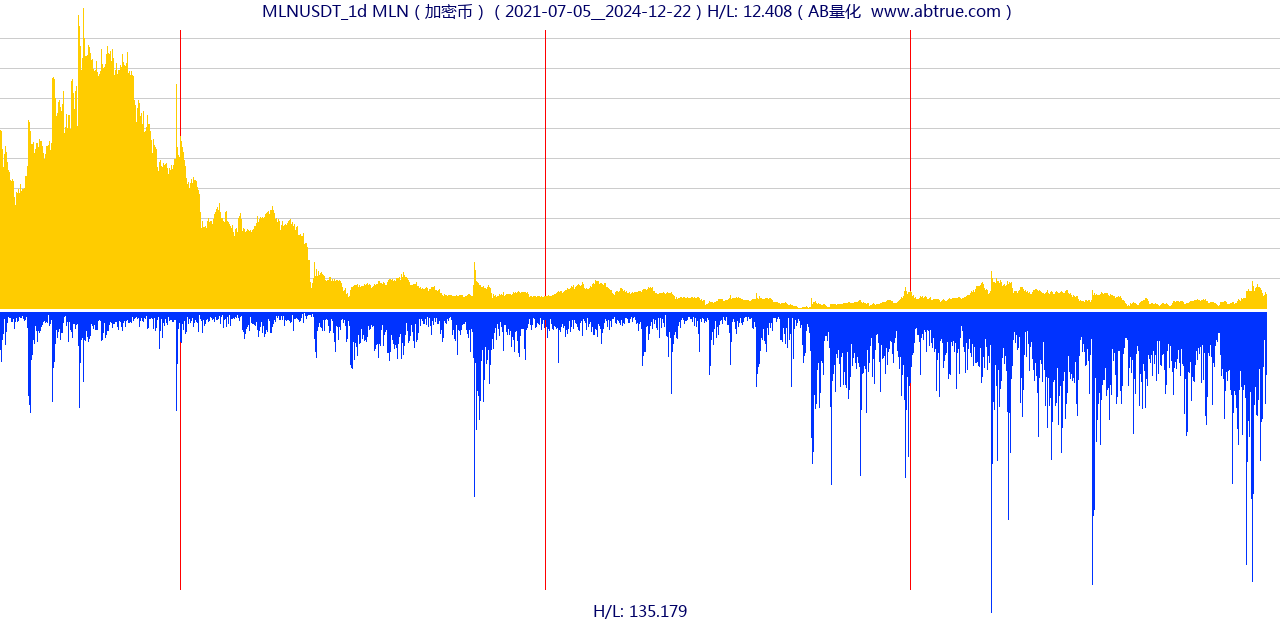 MLNUSDT_1d MLN（加密币）（2021-07-05__2024-12-22）H/L: 12.408（AB量化  www.abtrue.com）
H/L: 135.179